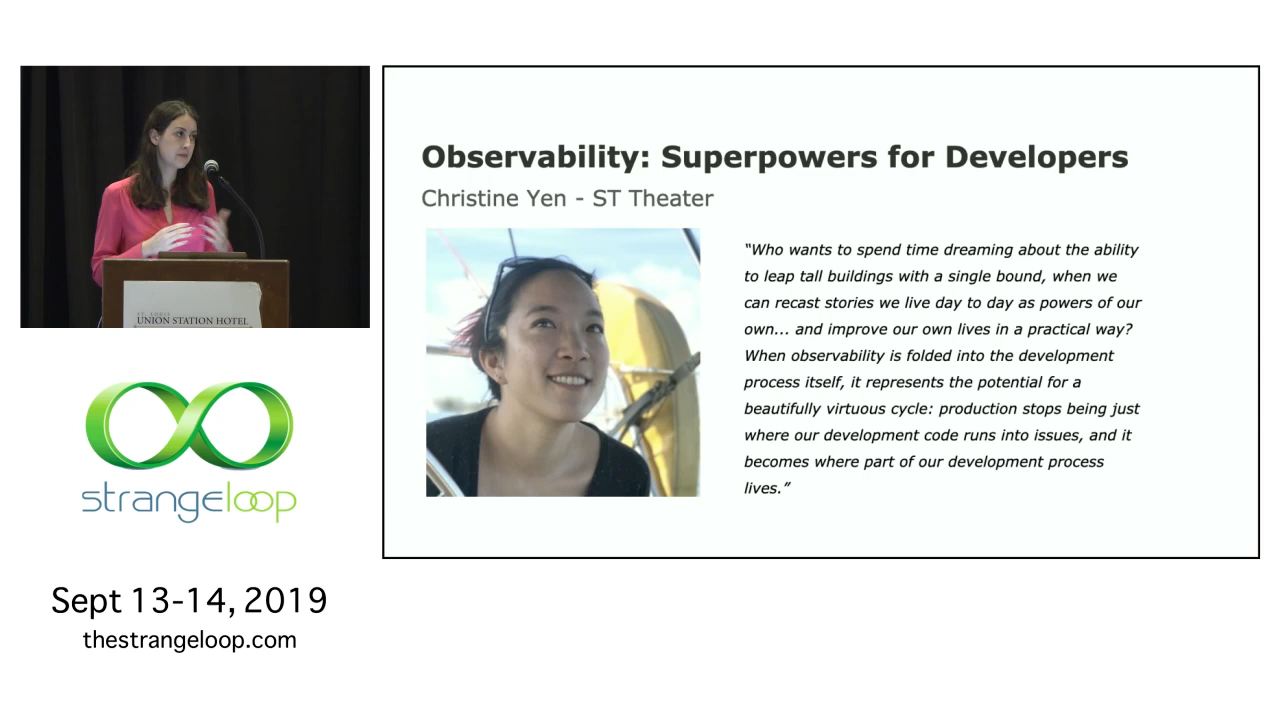 ST. LOUIS
UNION STATION HOTEL
strangeloop
Sept 13-14, 2019
thestrangeloop.com
Observability: Superpowers for Developers
Christine Yen - ST Theater
“Who wants to spend time dreaming about the ability
to leap tall buildings with a single bound, when we
can recast stories we live day to day as powers of our
own... and improve our own lives in a practical way?
When observability is folded into the development
process itself, it represents the potential for a
beautifully virtuous cycle: production stops being just
where our development code runs into issues, and it
becomes where part of our development process
lives.”